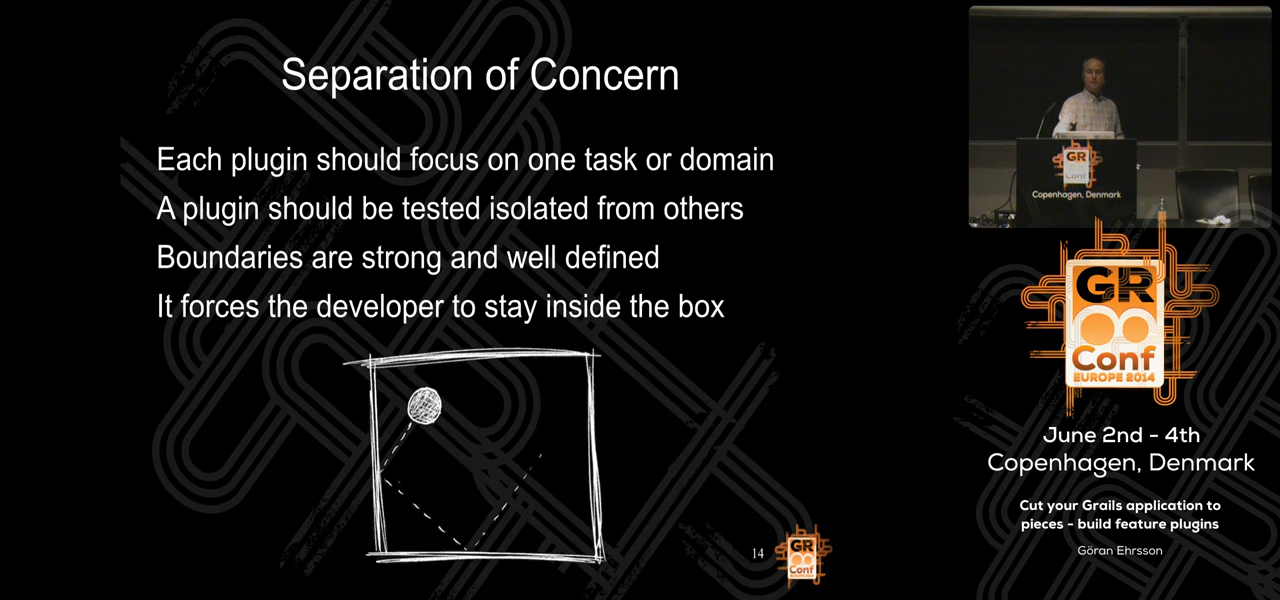 Separation of Concern
Each plugin should focus on one task or domain
A plugin should be tested isolated from others
Boundaries are strong and well defined
It forces the developer to stay inside the box
14
GR
Conf
EUROPE 2014
GR
Conf
Copenhagen, Denmark
GR
Conf
EUROPE 2014
June 2nd - 4th
Copenhagen, Denmark
Cut your Grails application to
pieces - build feature plugins
Göran Ehrsson